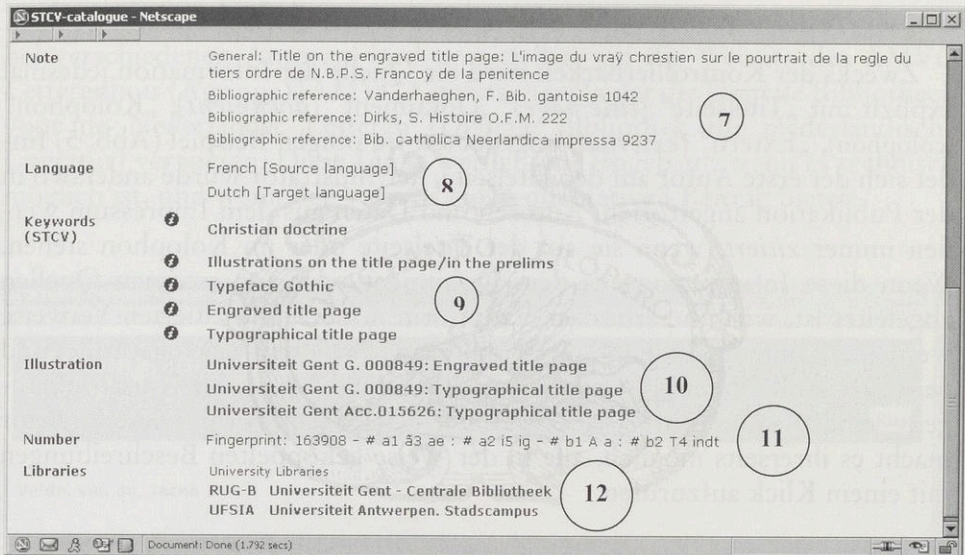 STCV-catalogue - Netscape
Note General: Title on the engraved title page: L'image du vraÿ chrestien sur le pourtrait de la regle du
tiers ordre de N.B.P.S. Francoy de la penitence
Bibliographic reference: Vanderhaeghen, F. Bib. gantoise 1042
Bibliographic reference: Dirks, S. Histoire O.F.M. 222
7
Bibliographic reference: Bib. catholica Neerlandica impressa 9237
Language French [Source language]
8
Dutch [Target Language]
Keywords
(STCV) Christian doctrine
Illustrations on the title page/in the prelims
Typeface Gothic
9
Engraved title page
Typographical title page
Illustration Universiteit Gent G. 000849: Engraved title page
Universiteit Gent G. 000849: Typographical title page
10
Universiteit Gent Acc.015626: Typographical title page
Number Fingerprint: 163908 - # a1 ã3 ae : # a2 i5 ig - # b1 A a : # b2 T4 indt
11
Libraries University Libraries :
RUG-B Universiteit Gent - Centrale Bibliotheek
12
UFSIA Universiteit Antwerpen. Stadscampus
Document: Done (1.792 secs)